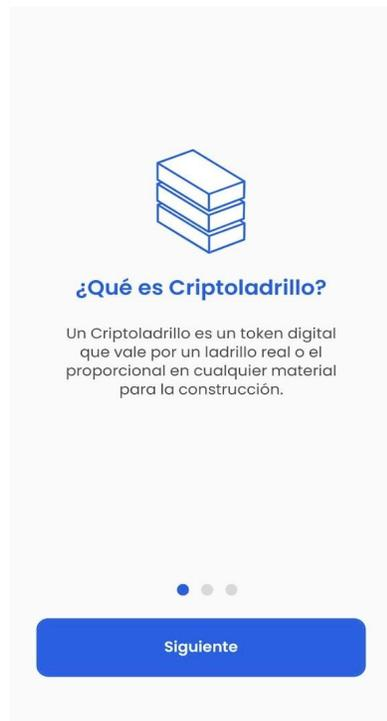 ¿Qué es Criptoladrillo?
Un Criptoladrillo es un token digital
que vale por un ladrillo real o el
proporcional en cualquier material
para la construcción.
Siguiente